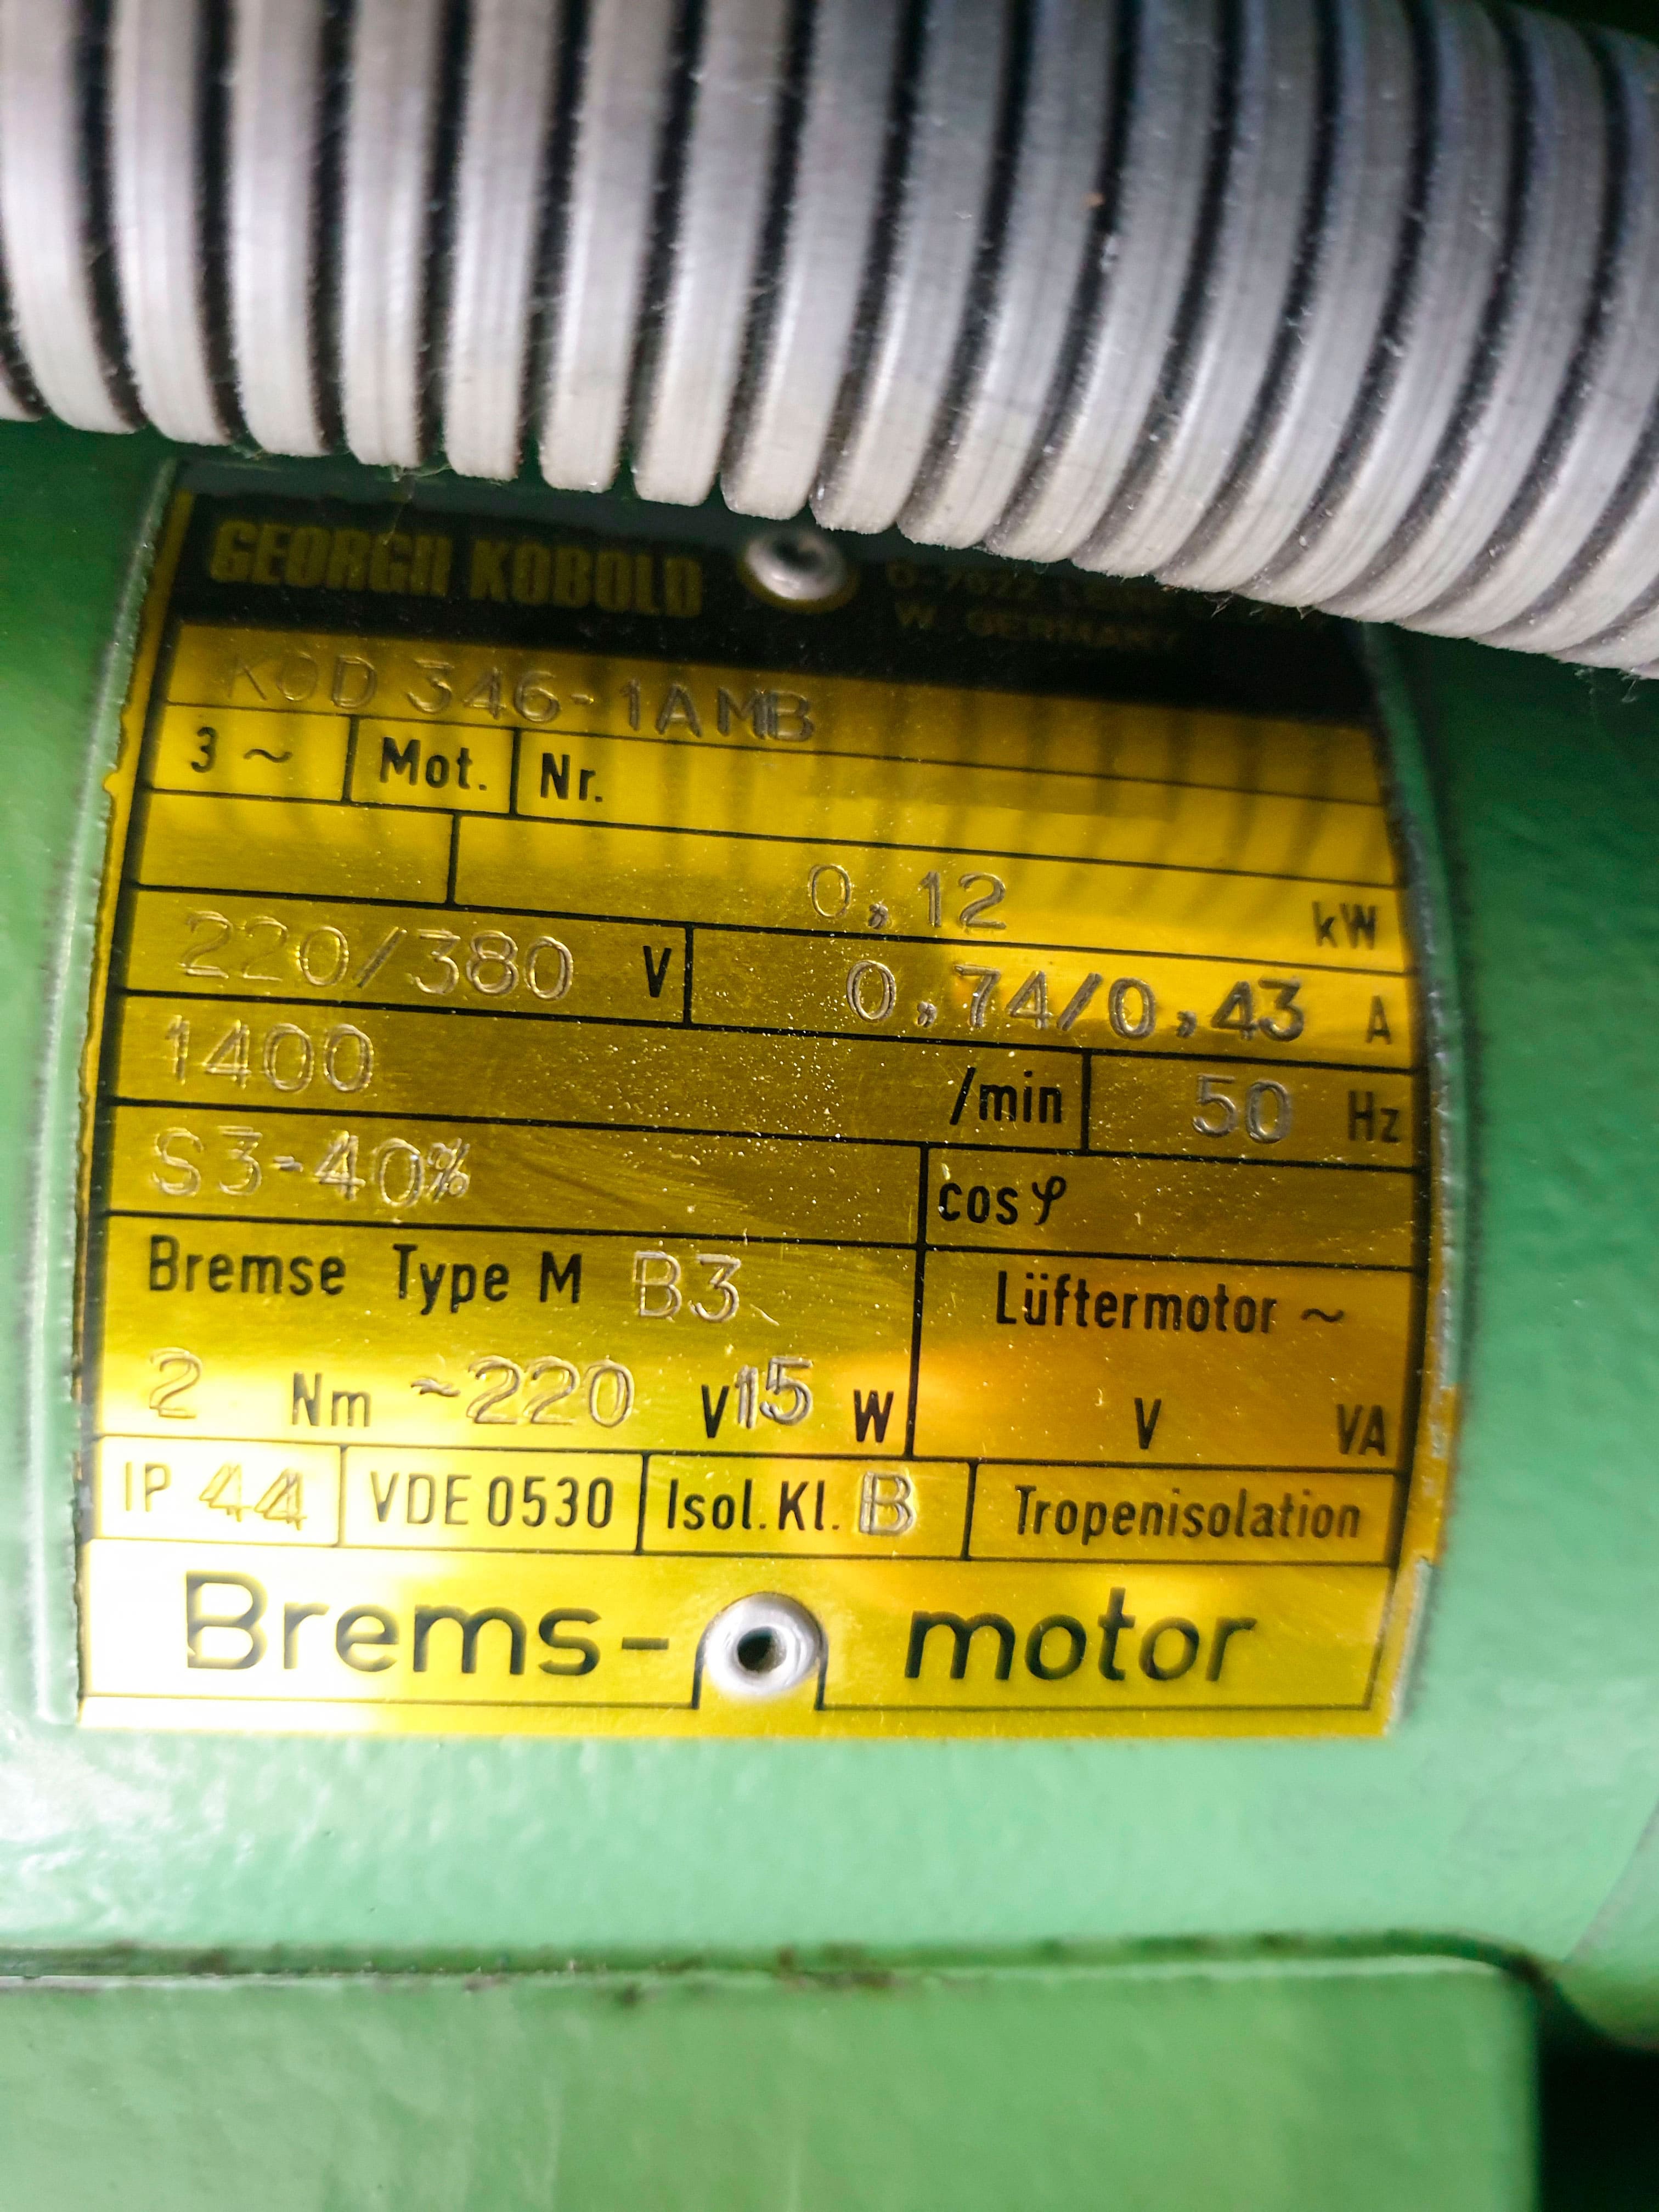 GEORGII KOBOLD
W. GERMANY
KOD 346-1AMB
3 ~ Mot. Nr.
0,12 kW
220/380 V 0,74/0,43 A
1400 /min 50 Hz
S3-40% cos φ
Bremse Type M B3 Lüftermotor ~
2 Nm ~220 V 15 W V VA
IP 44 VDE 0530 Isol. Kl. B Tropenisolation
Brems-motor